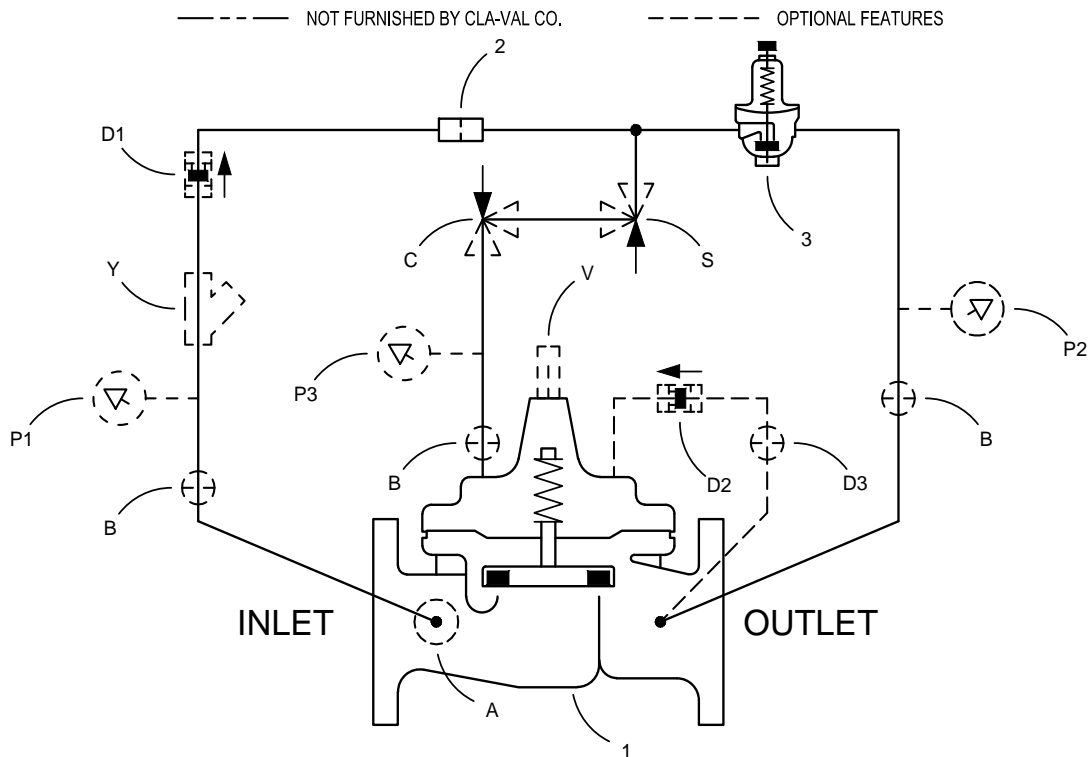 NOT FURNISHED BY CLA-VAL CO.
OPTIONAL FEATURES
2
D1
3
C
S
Y
V
P3
P2
P1
B
D2
D3
B
B
INLET
OUTLET
A
1